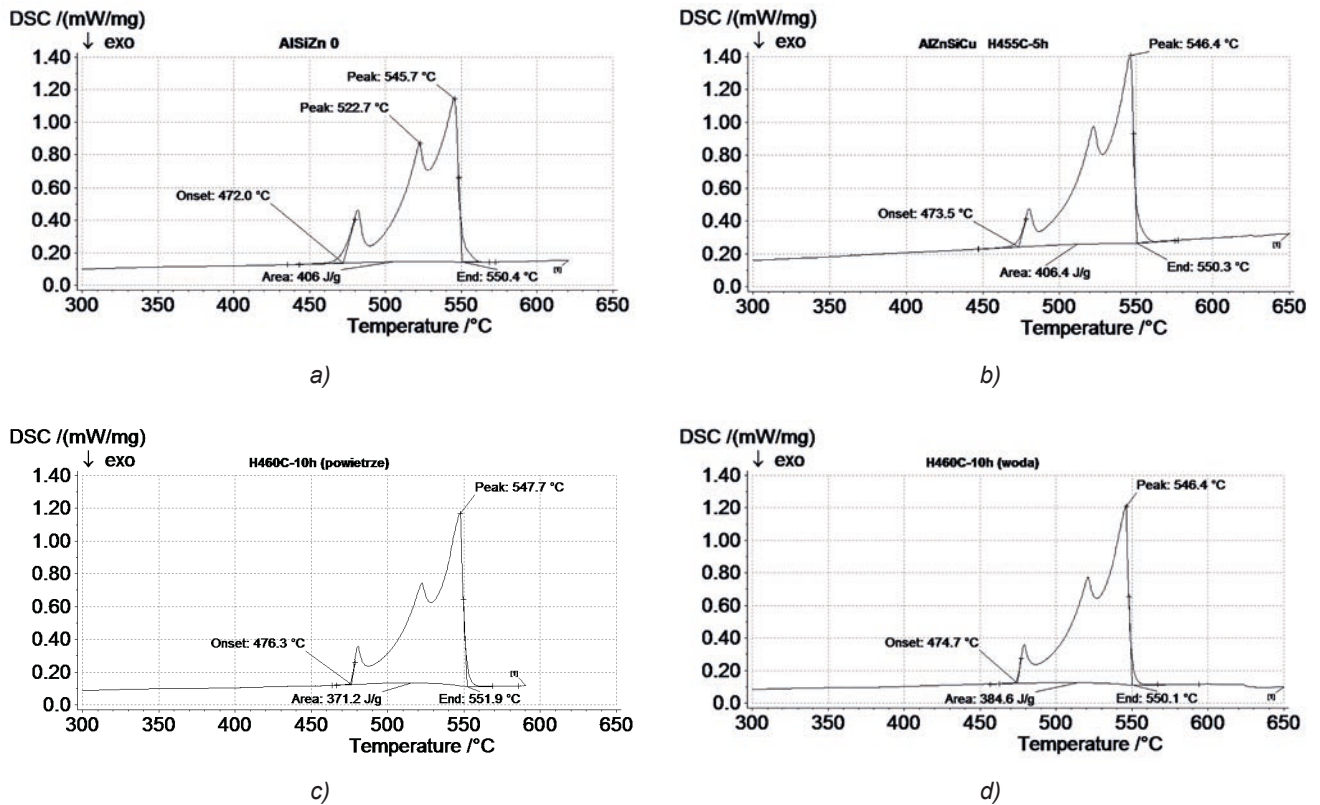 DSC /(mW/mg)
↓ exo
AlSiZn 0
1.40
1.20
1.00
0.80
0.60
0.40
0.20
0.0
Peak: 545.7 °C
Peak: 522.7 °C
Onset: 472.0 °C
Area: 406 J/g
End: 550.4 °C
[1]
300 350 400 450 500 550 600 650
Temperature /°C
a)
DSC /(mW/mg)
↓ exo
AlZnSiCu H455C-5h
1.40
1.20
1.00
0.80
0.60
0.40
0.20
0.0
Peak: 546.4 °C
Onset: 473.5 °C
Area: 406.4 J/g
End: 550.3 °C
[1]
300 350 400 450 500 550 600 650
Temperature /°C
b)
DSC /(mW/mg)
↓ exo
H460C-10h (powietrze)
1.40
1.20
1.00
0.80
0.60
0.40
0.20
0.0
Peak: 547.7 °C
Onset: 476.3 °C
Area: 371.2 J/g
End: 551.9 °C
[1]
300 350 400 450 500 550 600 650
Temperature /°C
c)
DSC /(mW/mg)
↓ exo
H460C-10h (woda)
1.40
1.20
1.00
0.80
0.60
0.40
0.20
0.0
Peak: 546.4 °C
Onset: 474.7 °C
Area: 384.6 J/g
End: 550.1 °C
[1]
300 350 400 450 500 550 600 650
Temperature /°C
d)